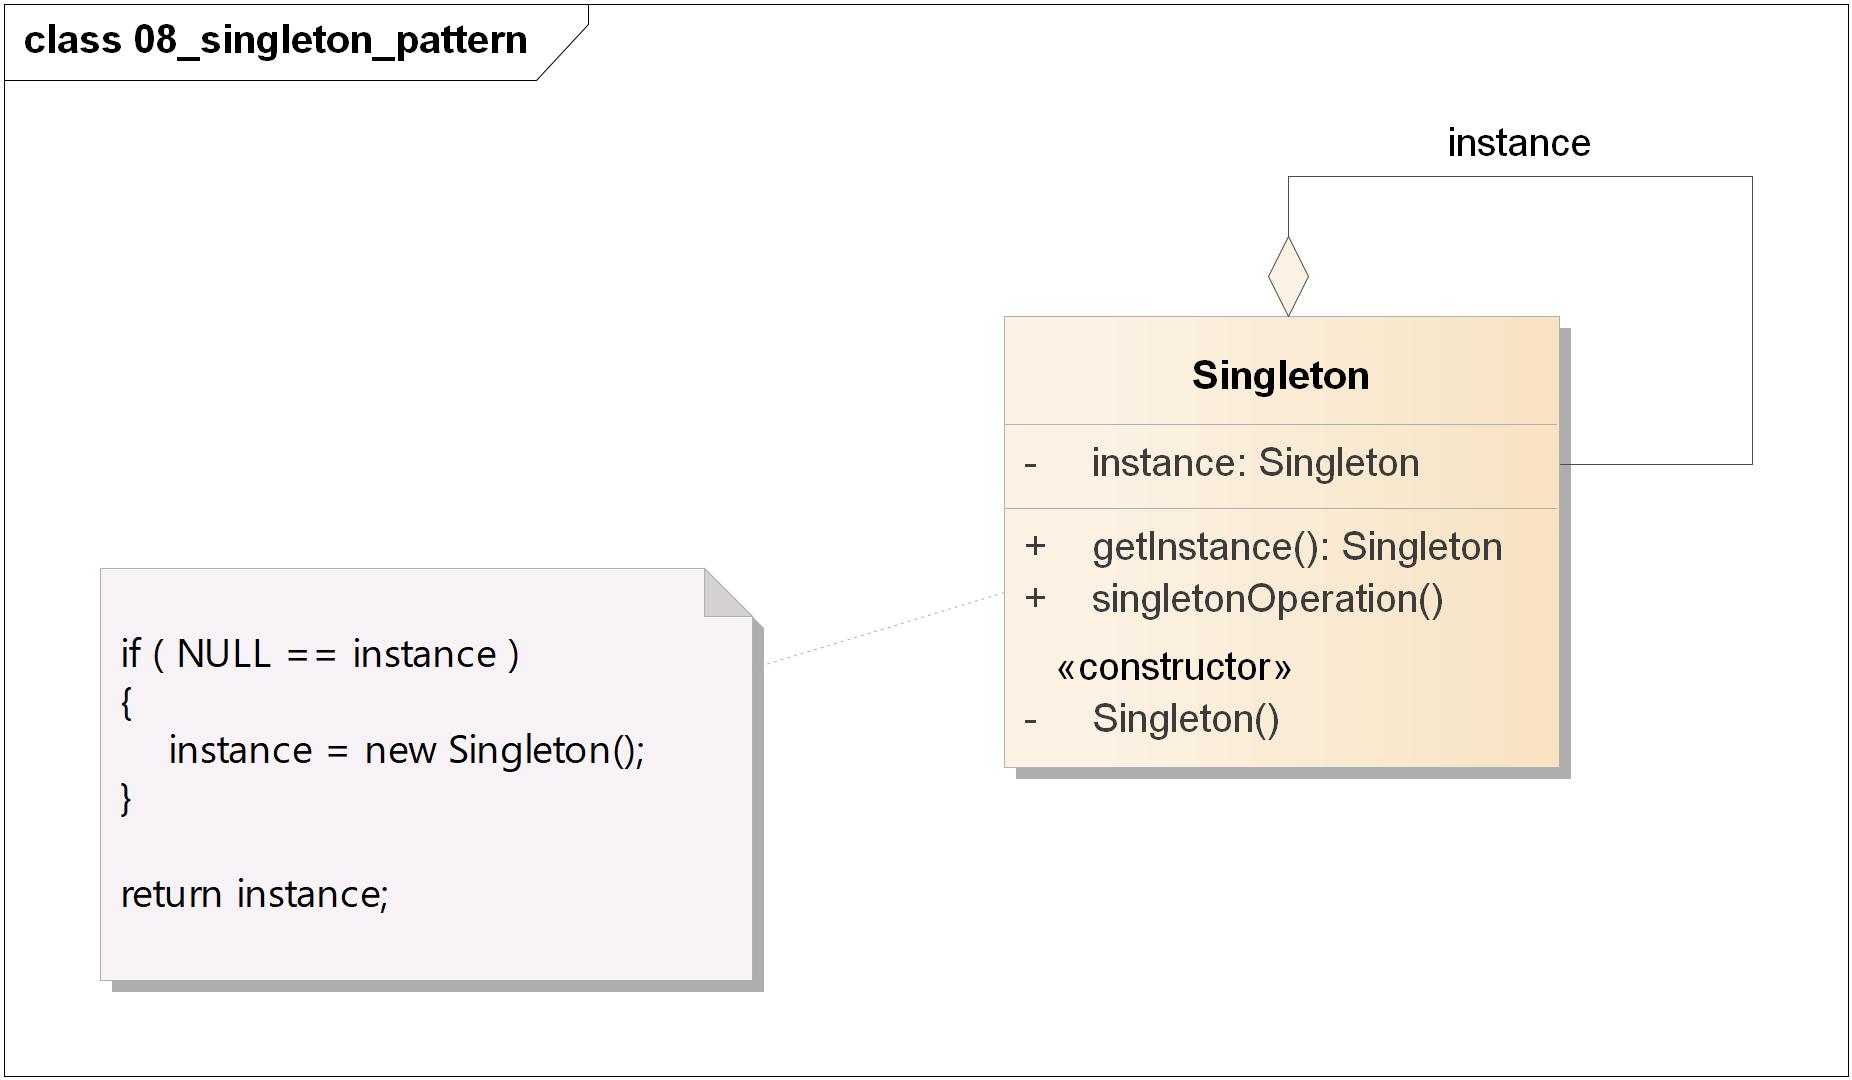 class 08_singleton_pattern
instance
Singleton
- instance: Singleton
+ getInstance(): Singleton
+ singletonOperation()
«constructor»
- Singleton()
if ( NULL == instance )
{
instance = new Singleton();
}
return instance;